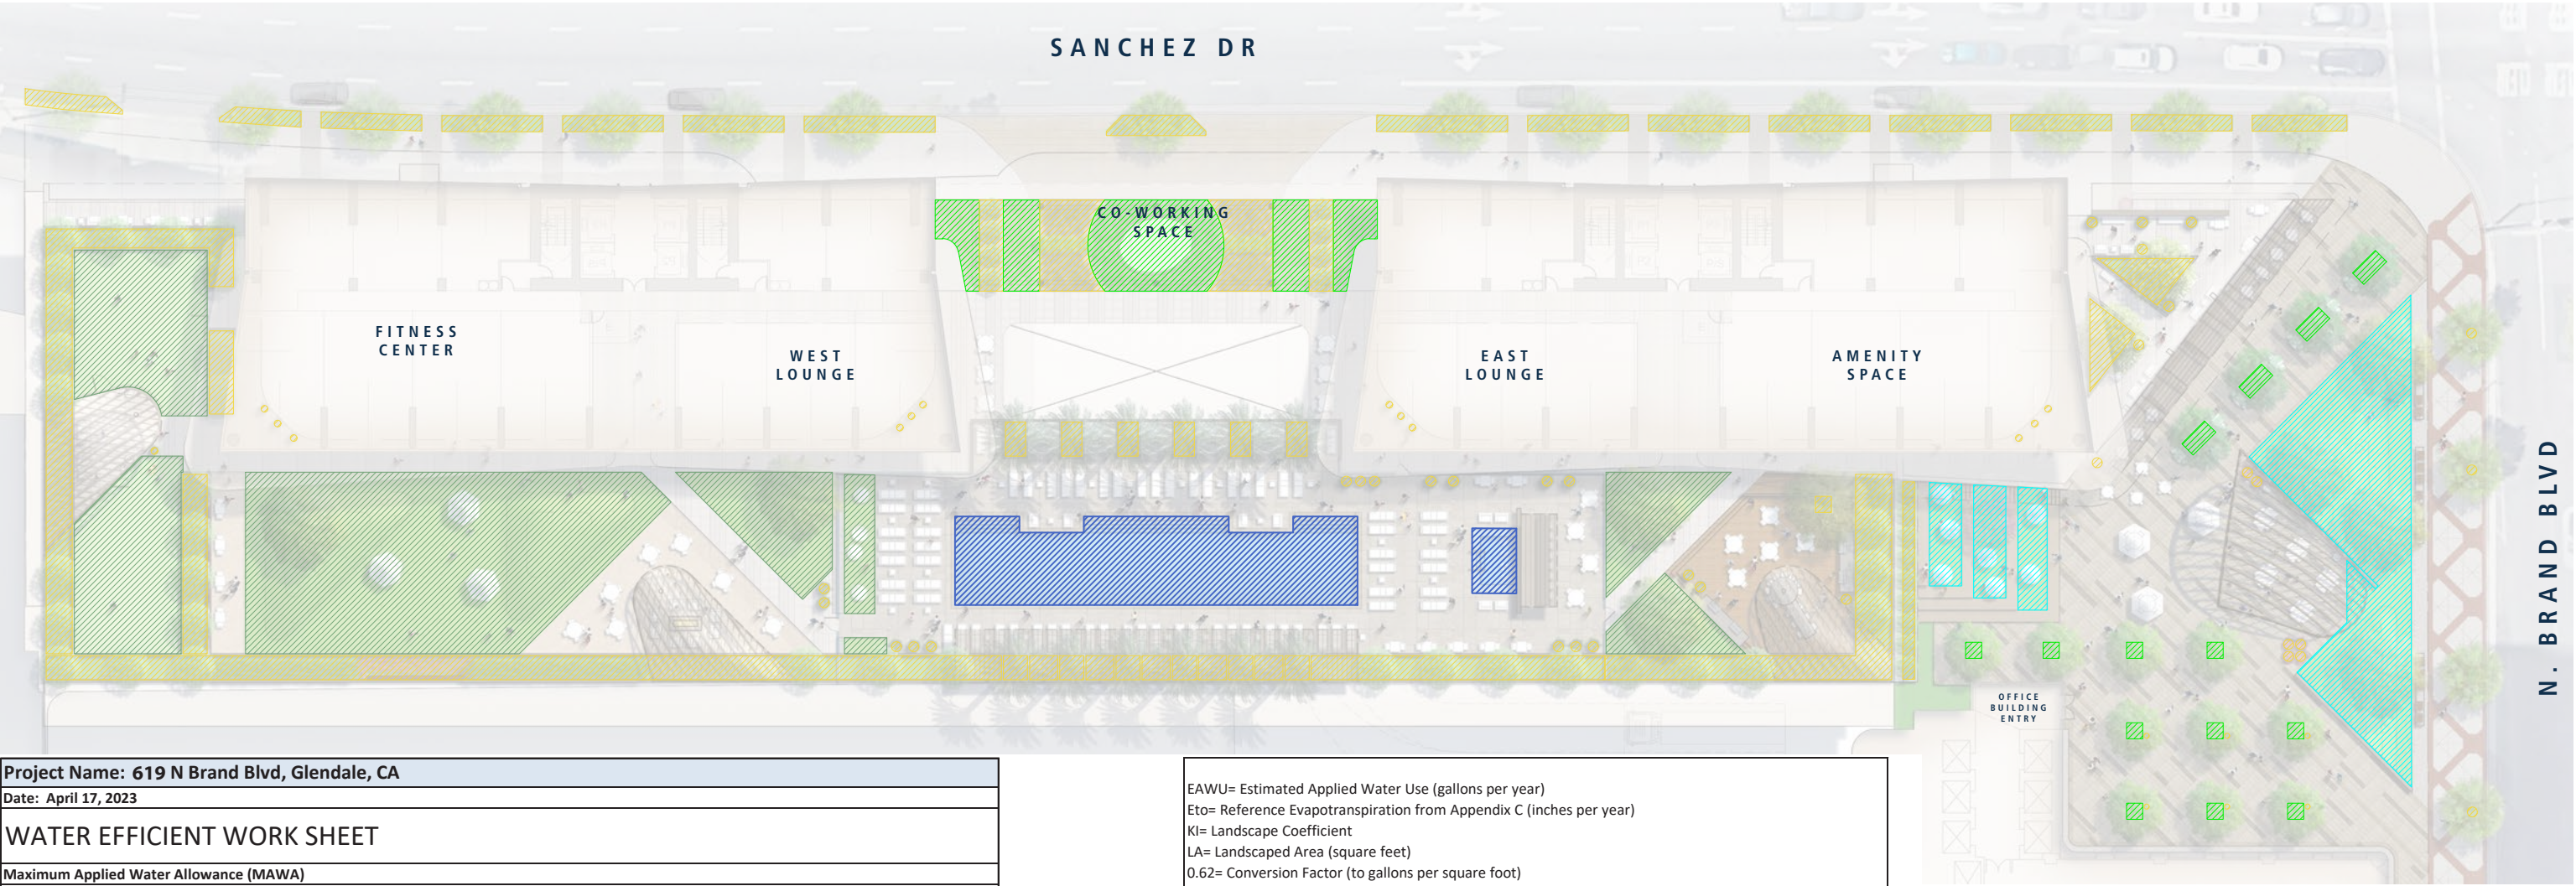 SANCHEZ DR
CO-WORKING
SPACE
FITNESS
CENTER
WEST
LOUNGE
EAST
LOUNGE
AMENITY
SPACE
N. BRAND BLVD
OFFICE
BUILDING
ENTRY
Project Name: 619 N Brand Blvd, Glendale, CA
Date: April 17, 2023
WATER EFFICIENT WORK SHEET
Maximum Applied Water Allowance (MAWA)
EAWU= Estimated Applied Water Use (gallons per year)
Eto= Reference Evapotranspiration from Appendix C (inches per year)
Kl= Landscape Coefficient
LA= Landscaped Area (square feet)
0.62= Conversion Factor (to gallons per square foot)